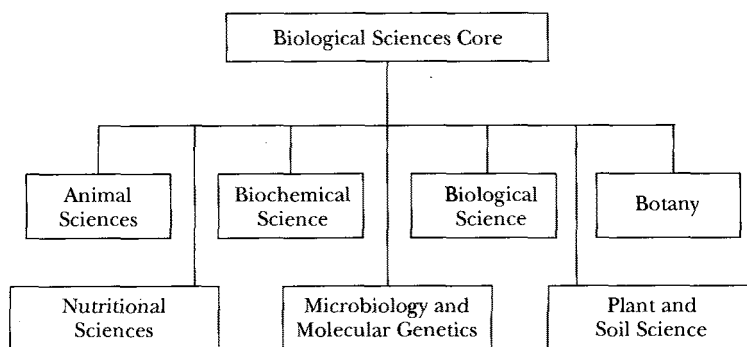 Biological Sciences Core
Animal
Sciences
Biochemical
Science
Biological
Science
Botany
Nutritional
Sciences
Microbiology and
Molecular Genetics
Plant and
Soil Science